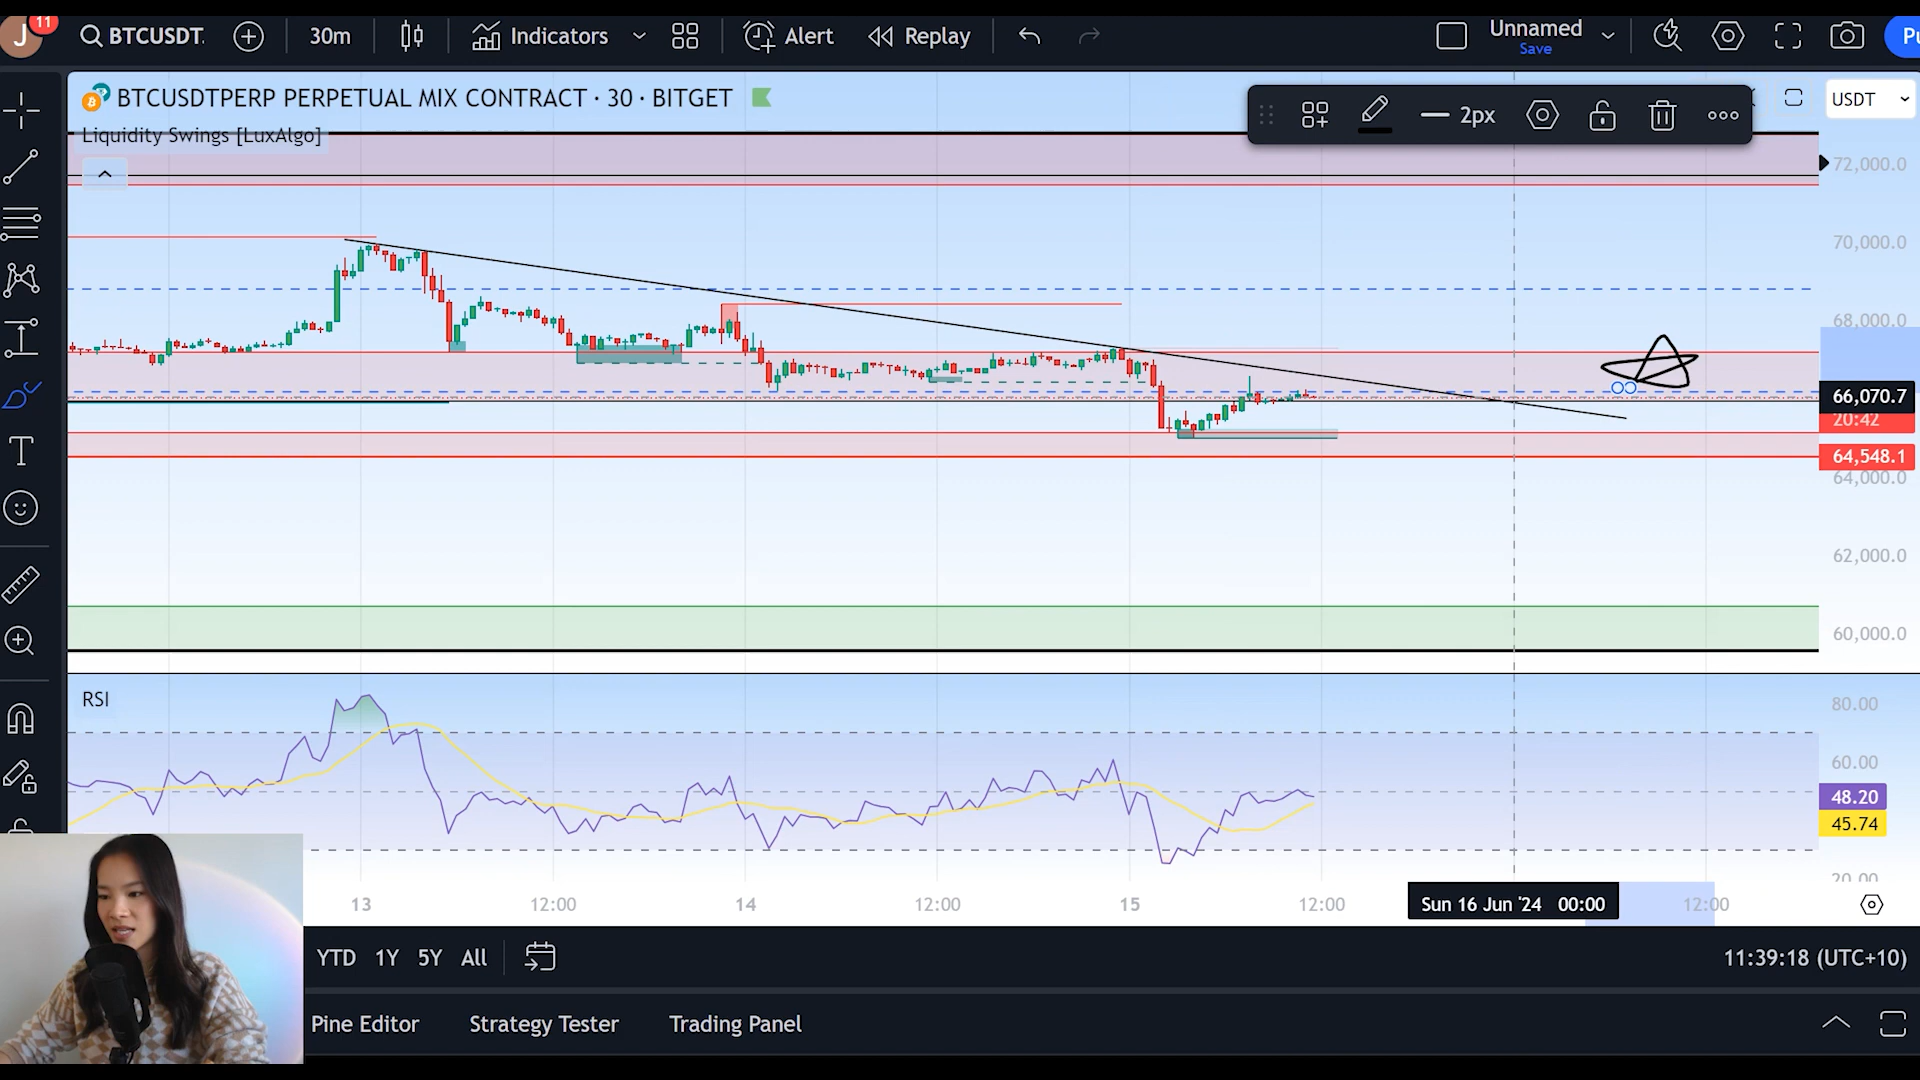 J 11 BTCUSDT. 30m Indicators Alert Replay Unnamed Save Pu
BTCUSDTPERP PERPETUAL MIX CONTRACT · 30 · BITGET
Liquidity Swings [LuxAlgo]
2px
USDT
72,000.0
70,000.0
68,000.0
66,070.7
20:42
64,548.1
64,000.0
62,000.0
60,000.0
RSI
80.00
60.00
48.20
45.74
20.00
13 12:00 14 12:00 15 12:00 Sun 16 Jun '24 00:00 12:00
YTD 1Y 5Y All 11:39:18 (UTC+10)
Pine Editor Strategy Tester Trading Panel